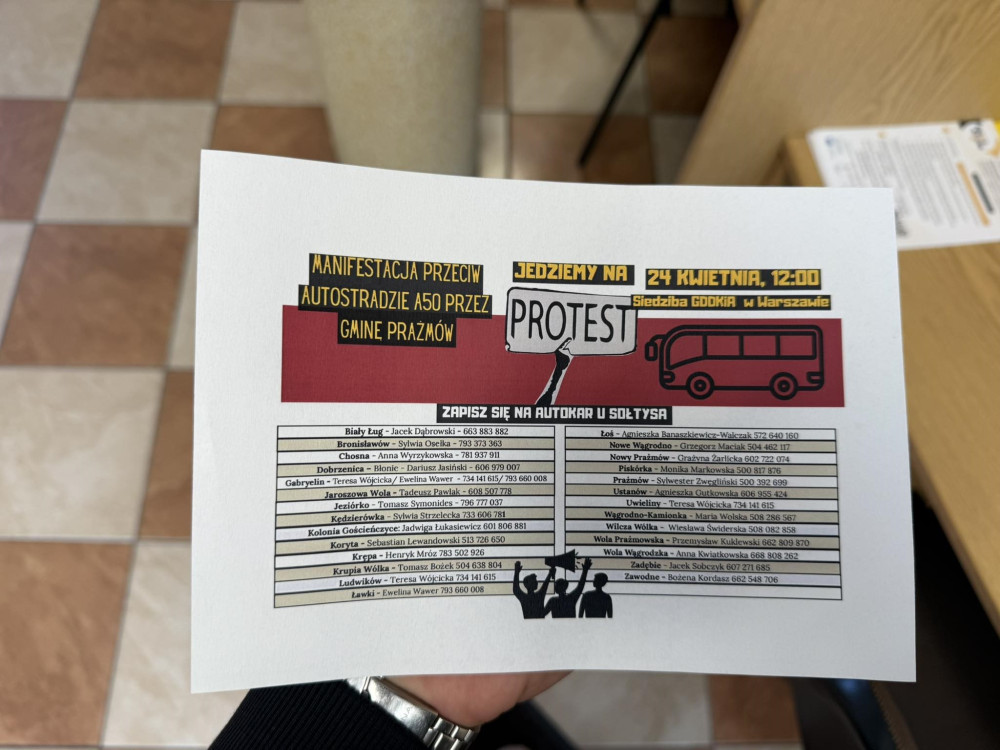 MANIFESTACJA PRZECIW
AUTOSTRADZIE A50 PRZEZ
GMINĘ PRAŻMÓW
JEDZIEMY NA
PROTEST
24 KWIETNIA, 12:00
Siedziba GDDKiA w Warszawie
ZAPISZ SIĘ NA AUTOKAR U SOŁTYSA
Biały Ług - Jacek Dąbrowski - 663 883 882
Bronisławów - Sylwia Osełka - 793 373 363
Chosna - Anna Wyrzykowska - 781 937 911
Dobrzenica - Błonie - Dariusz Jasiński - 606 979 007
Gabryelin - Teresa Wójcicka/ Ewelina Wawer - 734 141 615/ 793 660 008
Jaroszowa Wola - Tadeusz Pawlak - 608 507 778
Jeziórko - Tomasz Symonides - 796 777 037
Kędzierówka - Sylwia Strzelecka 733 606 781
Kolonia Gościeńczyce: Jadwiga Łukasiewicz 601 806 881
Koryta - Sebastian Lewandowski 513 726 650
Krępa - Henryk Mróz 783 502 926
Krupia Wólka - Tomasz Bożek 504 638 804
Ludwików - Teresa Wójcicka 734 141 615
Ławki - Ewelina Wawer 793 660 008
Łoś - Agnieszka Banaszkiewicz-Walczak 572 640 160
Nowe Wągrodno - Grzegorz Maciak 504 462 117
Nowy Prażmów - Grażyna Żarlicka 602 722 074
Piskórka - Monika Markowska 500 817 876
Prażmów - Sylwester Zwęgliński 500 392 699
Ustanów - Agnieszka Gutkowska 606 955 424
Uwieliny - Teresa Wójcicka 734 141 615
Wągrodno-Kamionka - Maria Wolska 508 286 567
Wilcza Wólka - Wiesława Świderska 508 082 858
Wola Prażmowska - Przemysław Kuklewski 662 809 870
Wola Wągrodzka - Anna Kwiatkowska 668 808 262
Zadębie - Jacek Sobczyk 607 271 685
Zawodne - Bożena Kordasz 662 548 706